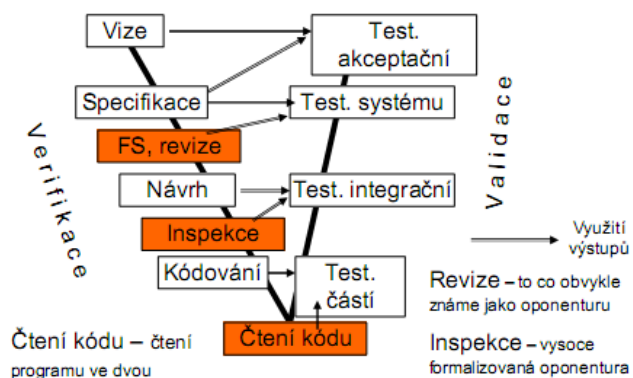 Vize
Test.
akceptační
Specifikace
Test. systému
FS, revize
Verifikace
Validace
Návrh
Test. integrační
Inspekce
Využití
výstupů
Kódování
Test.
částí
Revize – to co obvykle
známe jako oponenturu
Čtení kódu
Čtení kódu – čtení
programu ve dvou
Inspekce – vysoce
formalizovaná oponentura